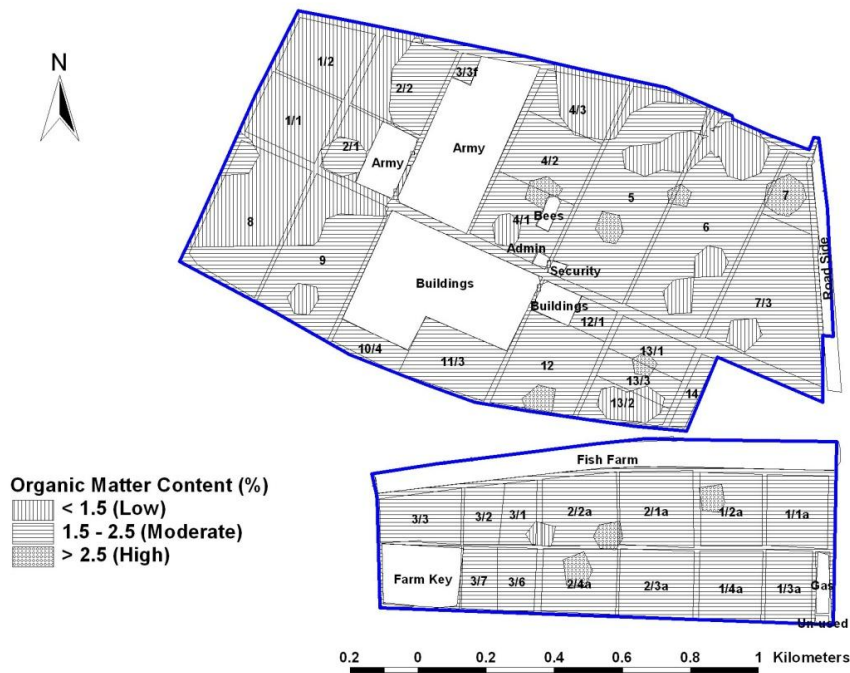 N
1/2
3/3f
2/2
4/3
1/1
2/1
Army
Army
4/2
7
5
8
4/1
Bees
6
Road Side
9
Admin
Security
Buildings
Buildings
7/3
12/1
10/4
11/3
12
13/1
13/3
13/2
14
Fish Farm
Organic Matter Content (%)
< 1.5 (Low)
1.5 - 2.5 (Moderate)
> 2.5 (High)
3/3
3/2
3/1
2/2a
2/1a
1/2a
1/1a
Farm Key
3/7
3/6
2/4a
2/3a
1/4a
1/3a
Gas
Un-used
0.2 0 0.2 0.4 0.6 0.8 1 Kilometers